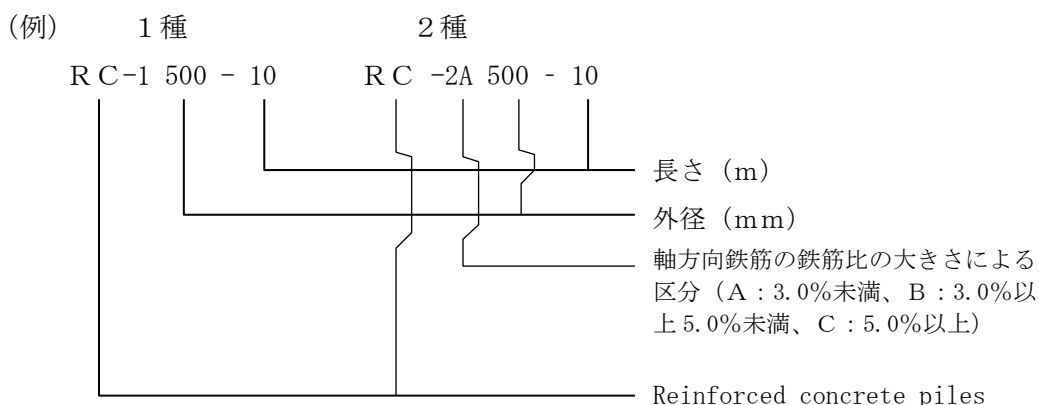 (例) 1種 2種
RC-1 500 - 10 RC -2A 500 - 10
長さ(m)
外径(mm)
軸方向鉄筋の鉄筋比の大きさによる
区分(A:3.0%未満、B:3.0%以
上5.0%未満、C:5.0%以上)
Reinforced concrete piles